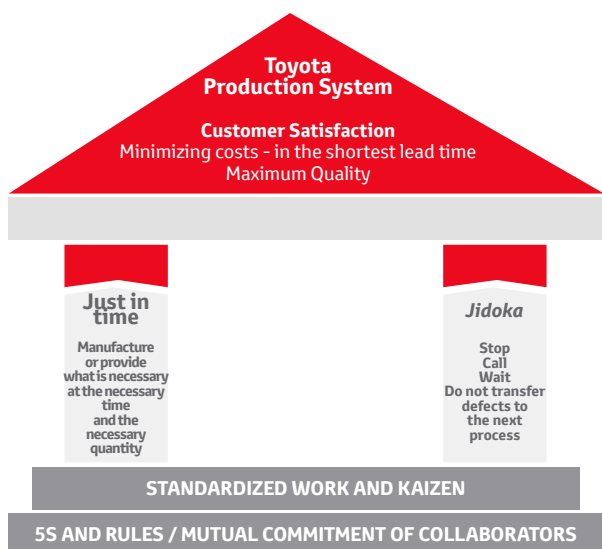 Toyota
Production System
Customer Satisfaction
Minimizing costs - in the shortest lead time
Maximum Quality
Just in
time
Manufacture
or provide
what is necessary
at the necessary
time
and the
necessary
quantity
Jidoka
Stop
Call
Wait
Do not transfer
defects to
the next
process
STANDARDIZED WORK AND KAIZEN
5S AND RULES / MUTUAL COMMITMENT OF COLLABORATORS